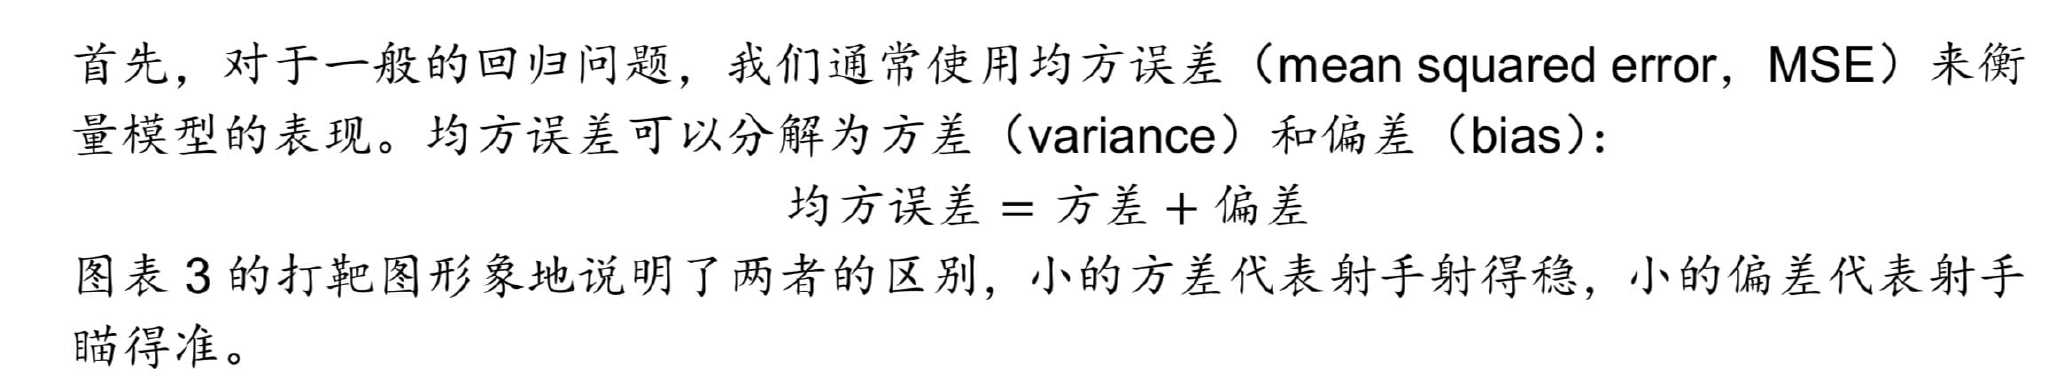 首先，对于一般的回归问题，我们通常使用均方误差（mean squared error，MSE）来衡
量模型的表现。均方误差可以分解为方差（variance）和偏差（bias）：
均方误差 = 方差 + 偏差
图表 3 的打靶图形象地说明了两者的区别，小的方差代表射手射得稳，小的偏差代表射手
瞄得准。